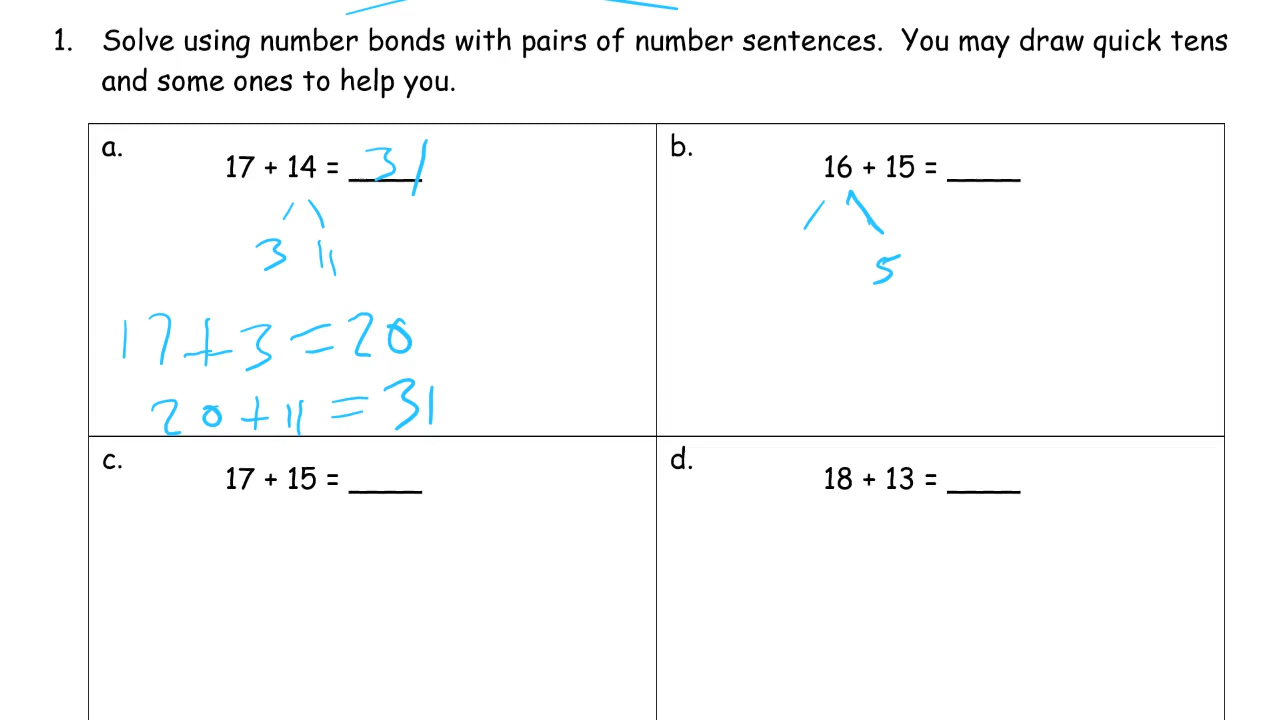 1. Solve using number bonds with pairs of number sentences. You may draw quick tens
and some ones to help you.
a.
17 + 14 = 31
3 11
17+3=20
20+11=31
b.
16 + 15 = _____
5
c.
17 + 15 = _____
d.
18 + 13 = _____